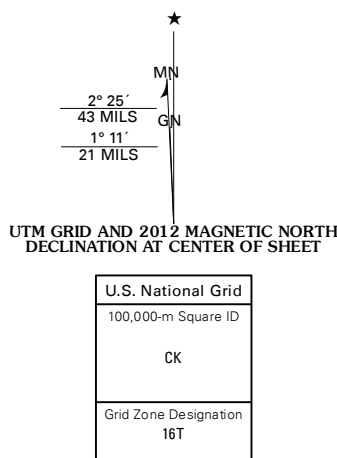 ★
MN
2° 25´
43 MILS
GN
1° 11´
21 MILS
UTM GRID AND 2012 MAGNETIC NORTH
DECLINATION AT CENTER OF SHEET
U.S. National Grid
100,000-m Square ID
CK
Grid Zone Designation
16T